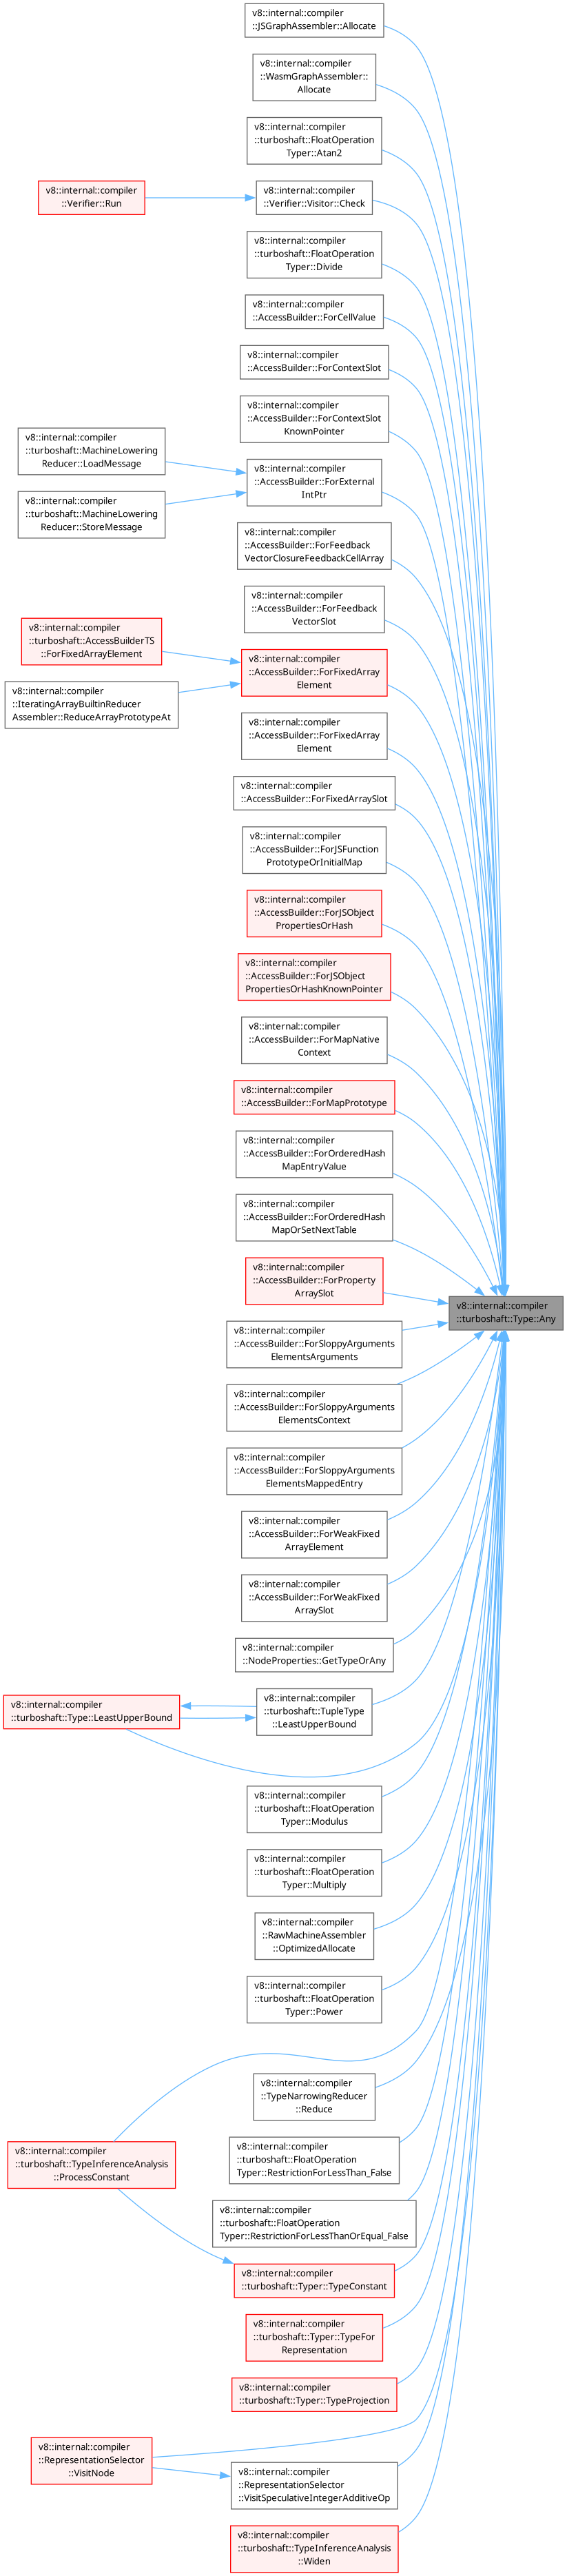 v8::internal::compiler
::JSGraphAssembler::Allocate
v8::internal::compiler
::WasmGraphAssembler::
Allocate
v8::internal::compiler
::turboshaft::FloatOperation
Typer::Atan2
v8::internal::compiler
::Verifier::Run
v8::internal::compiler
::Verifier::Visitor::Check
v8::internal::compiler
::turboshaft::FloatOperation
Typer::Divide
v8::internal::compiler
::AccessBuilder::ForCellValue
v8::internal::compiler
::AccessBuilder::ForContextSlot
v8::internal::compiler
::AccessBuilder::ForContextSlot
KnownPointer
v8::internal::compiler
::turboshaft::MachineLowering
Reducer::LoadMessage
v8::internal::compiler
::AccessBuilder::ForExternal
IntPtr
v8::internal::compiler
::turboshaft::MachineLowering
Reducer::StoreMessage
v8::internal::compiler
::AccessBuilder::ForFeedback
VectorClosureFeedbackCellArray
v8::internal::compiler
::AccessBuilder::ForFeedback
VectorSlot
v8::internal::compiler
::turboshaft::AccessBuilderTS
::ForFixedArrayElement
v8::internal::compiler
::AccessBuilder::ForFixedArray
Element
v8::internal::compiler
::IteratingArrayBuiltinReducer
Assembler::ReduceArrayPrototypeAt
v8::internal::compiler
::AccessBuilder::ForFixedArray
Element
v8::internal::compiler
::AccessBuilder::ForFixedArraySlot
v8::internal::compiler
::AccessBuilder::ForJSFunction
PrototypeOrInitialMap
v8::internal::compiler
::AccessBuilder::ForJSObject
PropertiesOrHash
v8::internal::compiler
::AccessBuilder::ForJSObject
PropertiesOrHashKnownPointer
v8::internal::compiler
::AccessBuilder::ForMapNative
Context
v8::internal::compiler
::AccessBuilder::ForMapPrototype
v8::internal::compiler
::AccessBuilder::ForOrderedHash
MapEntryValue
v8::internal::compiler
::AccessBuilder::ForOrderedHash
MapOrSetNextTable
v8::internal::compiler
::AccessBuilder::ForProperty
ArraySlot
v8::internal::compiler
::turboshaft::Type::Any
v8::internal::compiler
::AccessBuilder::ForSloppyArguments
ElementsArguments
v8::internal::compiler
::AccessBuilder::ForSloppyArguments
ElementsContext
v8::internal::compiler
::AccessBuilder::ForSloppyArguments
ElementsMappedEntry
v8::internal::compiler
::AccessBuilder::ForWeakFixed
ArrayElement
v8::internal::compiler
::AccessBuilder::ForWeakFixed
ArraySlot
v8::internal::compiler
::NodeProperties::GetTypeOrAny
v8::internal::compiler
::turboshaft::Type::LeastUpperBound
v8::internal::compiler
::turboshaft::TupleType
::LeastUpperBound
v8::internal::compiler
::turboshaft::FloatOperation
Typer::Modulus
v8::internal::compiler
::turboshaft::FloatOperation
Typer::Multiply
v8::internal::compiler
::RawMachineAssembler
::OptimizedAllocate
v8::internal::compiler
::turboshaft::FloatOperation
Typer::Power
v8::internal::compiler
::TypeNarrowingReducer
::Reduce
v8::internal::compiler
::turboshaft::TypeInferenceAnalysis
::ProcessConstant
v8::internal::compiler
::turboshaft::FloatOperation
Typer::RestrictionForLessThan_False
v8::internal::compiler
::turboshaft::FloatOperation
Typer::RestrictionForLessThanOrEqual_False
v8::internal::compiler
::turboshaft::Typer::TypeConstant
v8::internal::compiler
::turboshaft::Typer::TypeFor
Representation
v8::internal::compiler
::turboshaft::Typer::TypeProjection
v8::internal::compiler
::RepresentationSelector
::VisitNode
v8::internal::compiler
::RepresentationSelector
::VisitSpeculativeIntegerAdditiveOp
v8::internal::compiler
::turboshaft::TypeInferenceAnalysis
::Widen